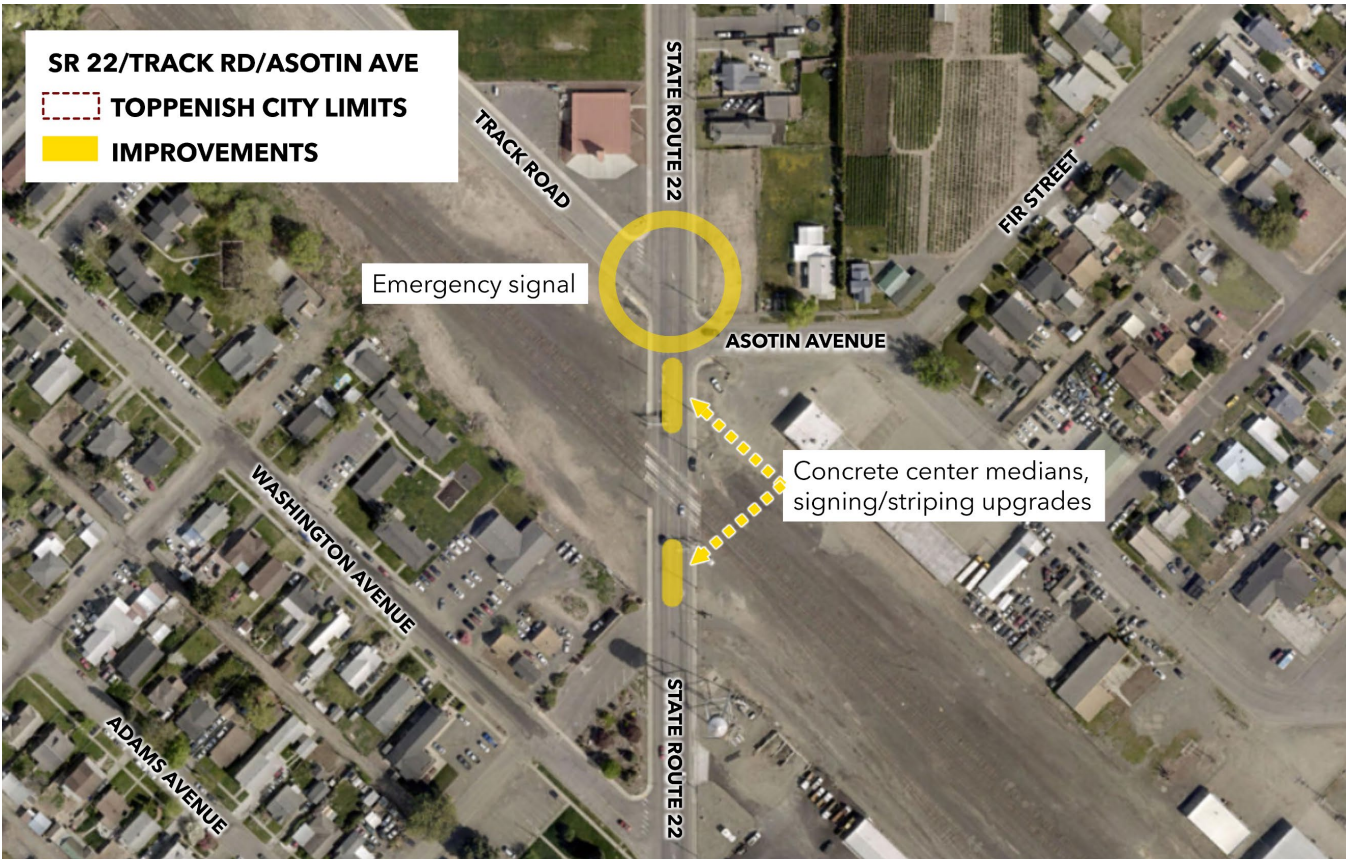 SR 22/TRACK RD/ASOTIN AVE
TOPPENISH CITY LIMITS
IMPROVEMENTS
STATE ROUTE 22
TRACK ROAD
FIR STREET
Emergency signal
ASOTIN AVENUE
Concrete center medians,
signing/striping upgrades
WASHINGTON AVENUE
STATE ROUTE 22
ADAMS AVENUE